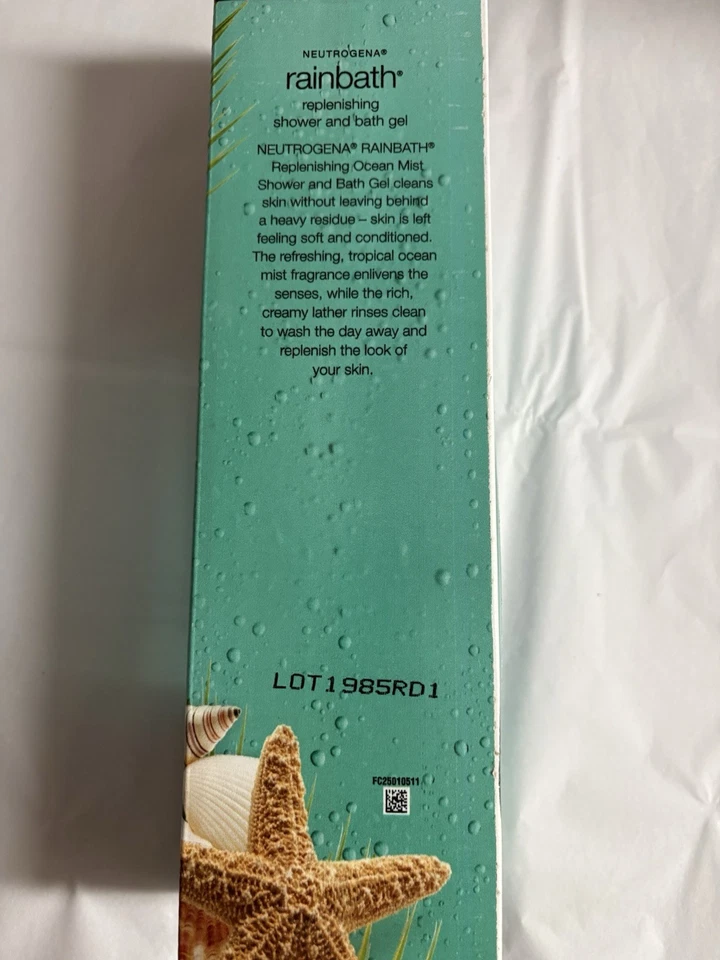 NEUTROGENA®
rainbath®
replenishing
shower and bath gel
NEUTROGENA® RAINBATH®
Replenishing Ocean Mist
Shower and Bath Gel cleans
skin without leaving behind
a heavy residue – skin is left
feeling soft and conditioned.
The refreshing, tropical ocean
mist fragrance enlivens the
senses, while the rich,
creamy lather rinses clean
to wash the day away and
replenish the look of
your skin.
LOT1985RD1
FC25010511